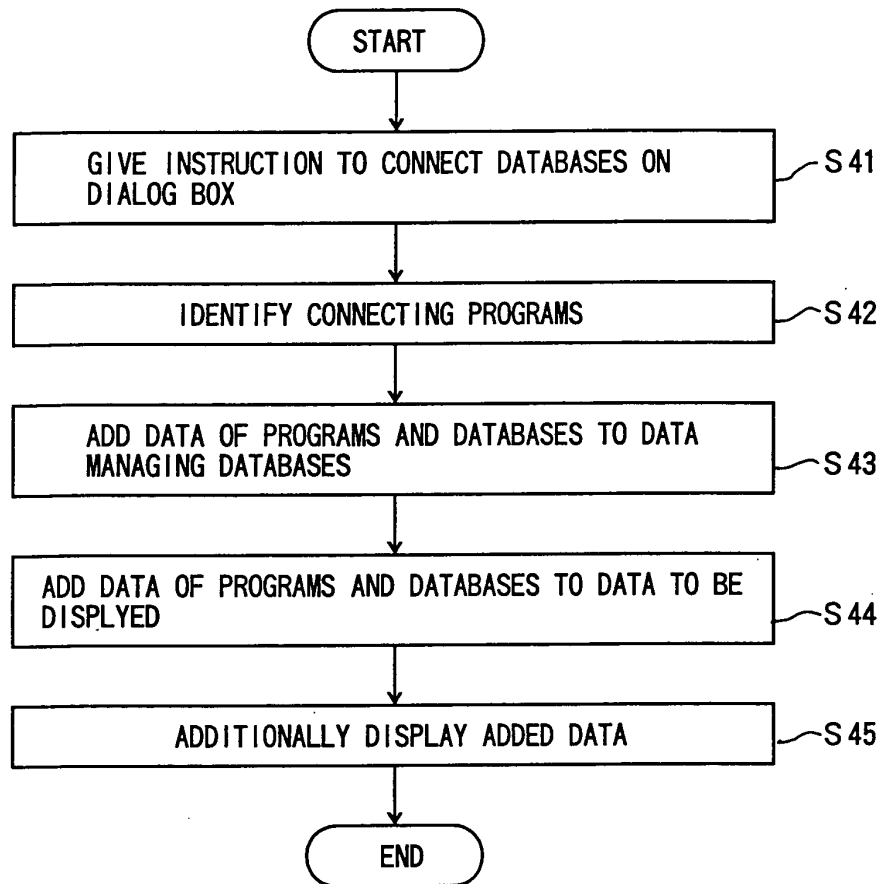 START
GIVE INSTRUCTION TO CONNECT DATABASES ON
DIALOG BOX
S41
IDENTIFY CONNECTING PROGRAMS
S42
ADD DATA OF PROGRAMS AND DATABASES TO DATA
MANAGING DATABASES
S43
ADD DATA OF PROGRAMS AND DATABASES TO DATA TO BE
DISPLYED
S44
ADDITIONALLY DISPLAY ADDED DATA
S45
END